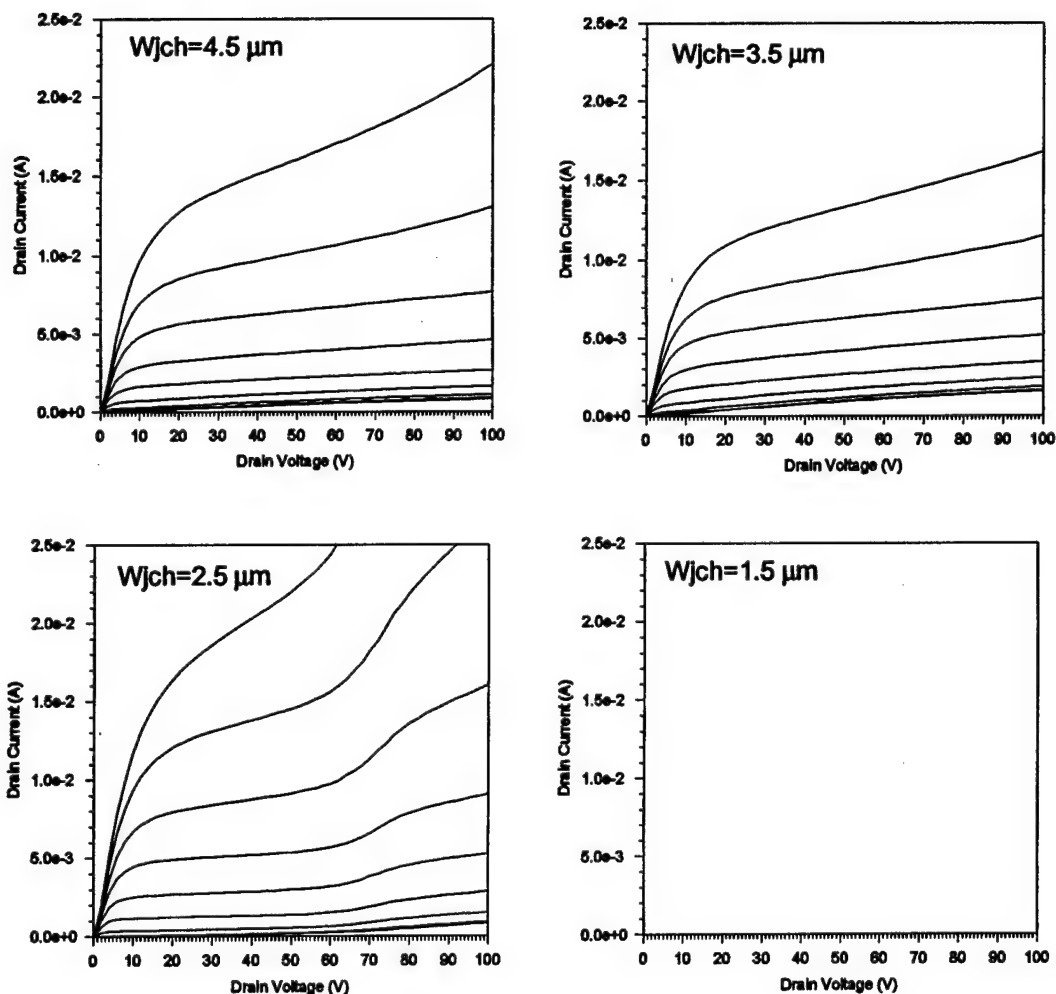 Wjch=4.5 µm
2.5e-2
2.0e-2
1.5e-2
1.0e-2
5.0e-3
0.0e+0
Drain Current (A)
0 10 20 30 40 50 60 70 80 90 100
Drain Voltage (V)
Wjch=3.5 µm
2.5e-2
2.0e-2
1.5e-2
1.0e-2
5.0e-3
0.0e+0
Drain Current (A)
0 10 20 30 40 50 60 70 80 90 100
Drain Voltage (V)
Wjch=2.5 µm
2.5e-2
2.0e-2
1.5e-2
1.0e-2
5.0e-3
0.0e+0
Drain Current (A)
0 10 20 30 40 50 60 70 80 90 100
Drain Voltage (V)
Wjch=1.5 µm
2.5e-2
2.0e-2
1.5e-2
1.0e-2
5.0e-3
0.0e+0
Drain Current (A)
0 10 20 30 40 50 60 70 80 90 100
Drain Voltage (V)